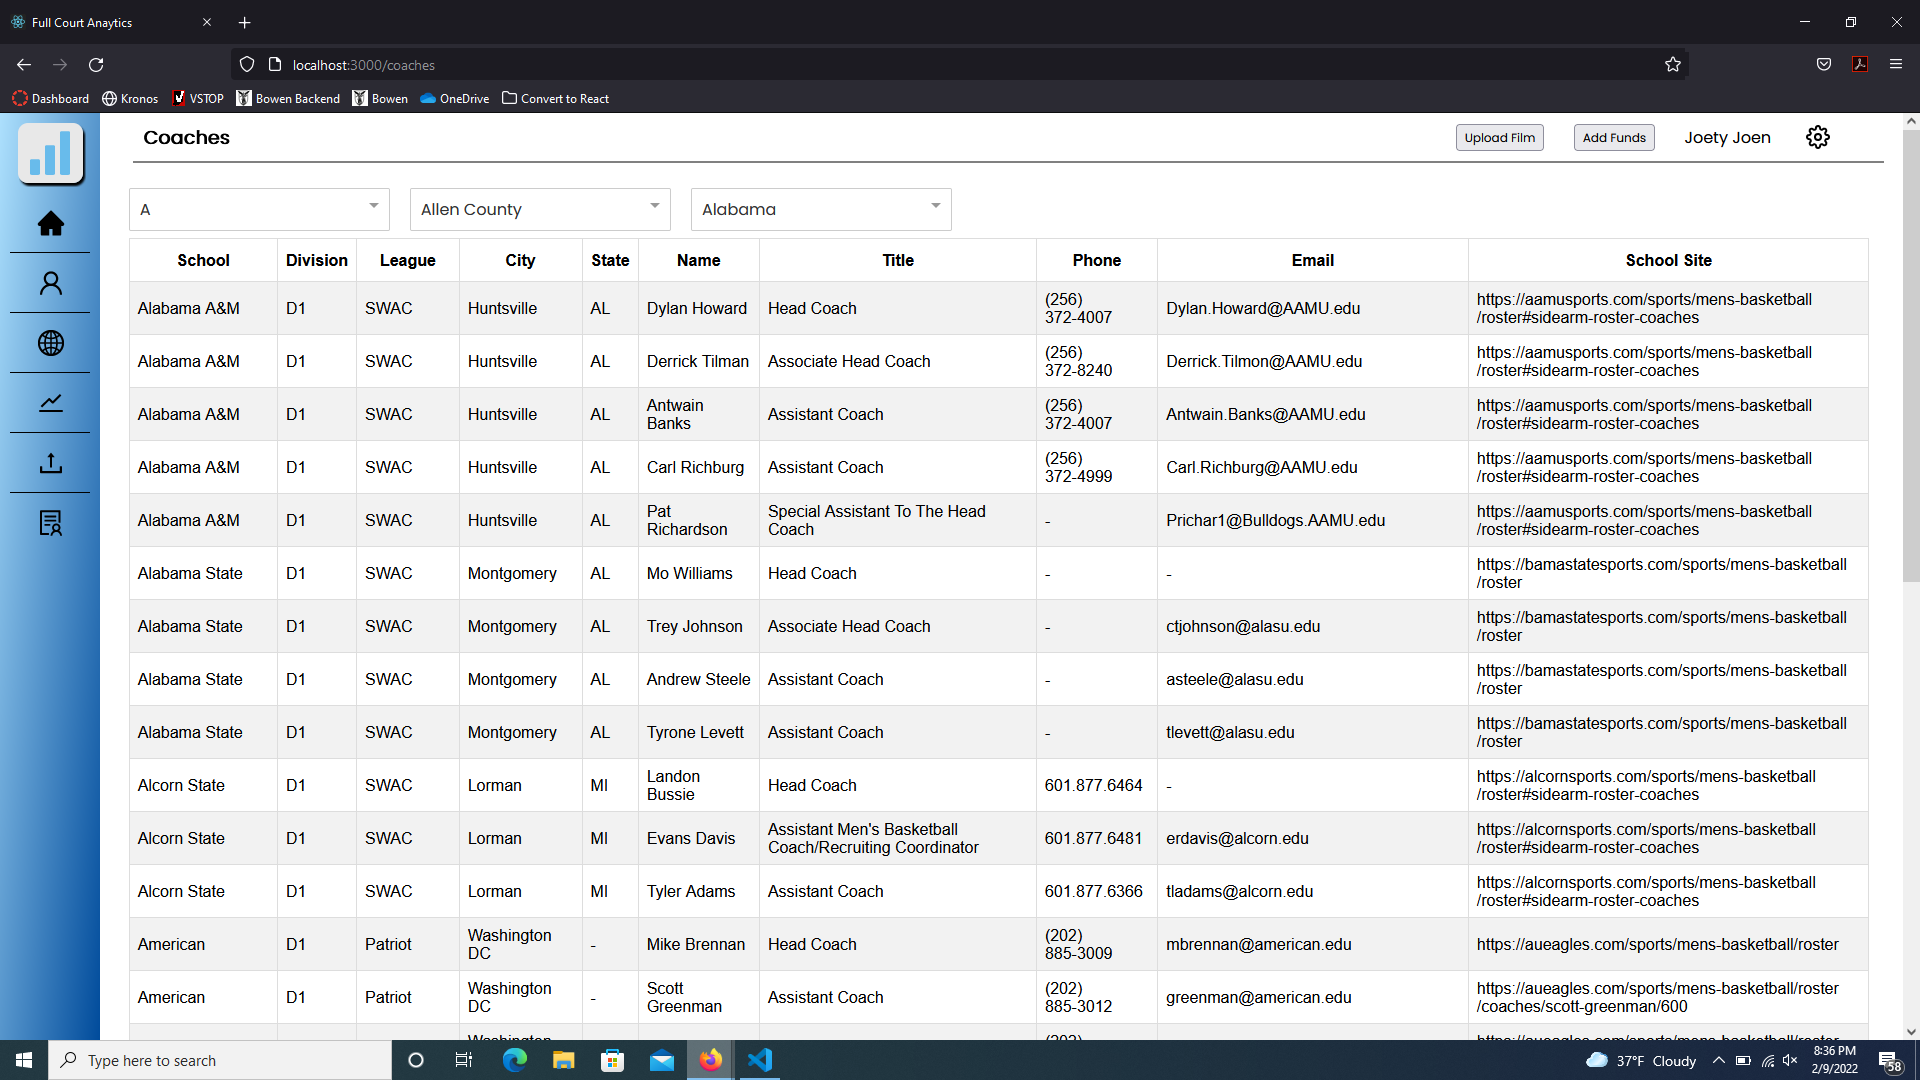 Full Court Anaytics
localhost:3000/coaches
Dashboard Kronos VSTOP Bowen Backend Bowen OneDrive Convert to React
Coaches Upload Film Add Funds Joety Joen
A Allen County Alabama
School Division League City State Name Title Phone Email School Site
Alabama A&M D1 SWAC Huntsville AL Dylan Howard Head Coach (256) 372-4007 Dylan.Howard@AAMU.edu https://aamusports.com/sports/mens-basketball/roster#sidearm-roster-coaches
Alabama A&M D1 SWAC Huntsville AL Derrick Tilman Associate Head Coach (256) 372-8240 Derrick.Tilmon@AAMU.edu https://aamusports.com/sports/mens-basketball/roster#sidearm-roster-coaches
Alabama A&M D1 SWAC Huntsville AL Antwain Banks Assistant Coach (256) 372-4007 Antwain.Banks@AAMU.edu https://aamusports.com/sports/mens-basketball/roster#sidearm-roster-coaches
Alabama A&M D1 SWAC Huntsville AL Carl Richburg Assistant Coach (256) 372-4999 Carl.Richburg@AAMU.edu https://aamusports.com/sports/mens-basketball/roster#sidearm-roster-coaches
Alabama A&M D1 SWAC Huntsville AL Pat Richardson Special Assistant To The Head Coach - Prichar1@Bulldogs.AAMU.edu https://aamusports.com/sports/mens-basketball/roster#sidearm-roster-coaches
Alabama State D1 SWAC Montgomery AL Mo Williams Head Coach - - https://bamastatesports.com/sports/mens-basketball/roster
Alabama State D1 SWAC Montgomery AL Trey Johnson Associate Head Coach - ctjohnson@alasu.edu https://bamastatesports.com/sports/mens-basketball/roster
Alabama State D1 SWAC Montgomery AL Andrew Steele Assistant Coach - asteele@alasu.edu https://bamastatesports.com/sports/mens-basketball/roster
Alabama State D1 SWAC Montgomery AL Tyrone Levett Assistant Coach - tlevett@alasu.edu https://bamastatesports.com/sports/mens-basketball/roster
Alcorn State D1 SWAC Lorman MI Landon Bussie Head Coach 601.877.6464 - https://alcornsports.com/sports/mens-basketball/roster#sidearm-roster-coaches
Alcorn State D1 SWAC Lorman MI Evans Davis Assistant Men's Basketball Coach/Recruiting Coordinator 601.877.6481 erdavis@alcorn.edu https://alcornsports.com/sports/mens-basketball/roster#sidearm-roster-coaches
Alcorn State D1 SWAC Lorman MI Tyler Adams Assistant Coach 601.877.6366 tladams@alcorn.edu https://alcornsports.com/sports/mens-basketball/roster#sidearm-roster-coaches
American D1 Patriot Washington DC - Mike Brennan Head Coach (202) 885-3009 mbrennan@american.edu https://aueagles.com/sports/mens-basketball/roster
American D1 Patriot Washington DC - Scott Greenman Assistant Coach (202) 885-3012 greenman@american.edu https://aueagles.com/sports/mens-basketball/roster/coaches/scott-greenman/600
Type here to search 37°F Cloudy 8:36 PM
2/9/2022 58